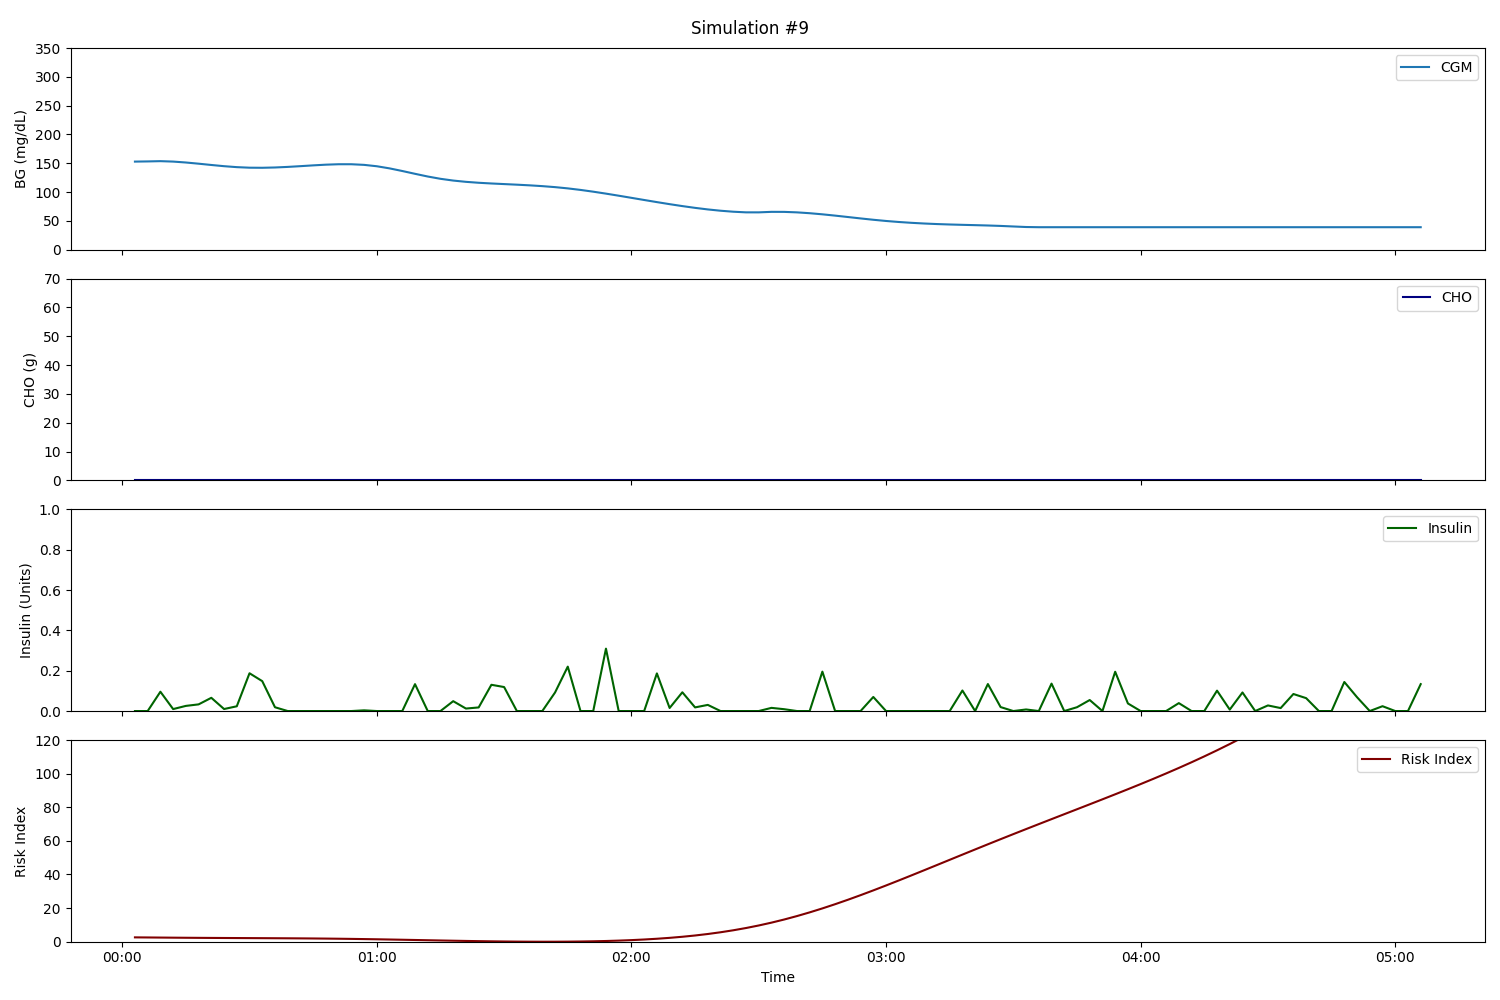 Simulation #9
350
300
250
200
150
100
50
0
BG (mg/dL)
CGM
70
60
50
40
30
20
10
0
CHO (g)
CHO
1.0
0.8
0.6
0.4
0.2
0.0
Insulin (Units)
Insulin
120
100
80
60
40
20
0
Risk Index
Risk Index
00:00 01:00 02:00 03:00 04:00 05:00
Time